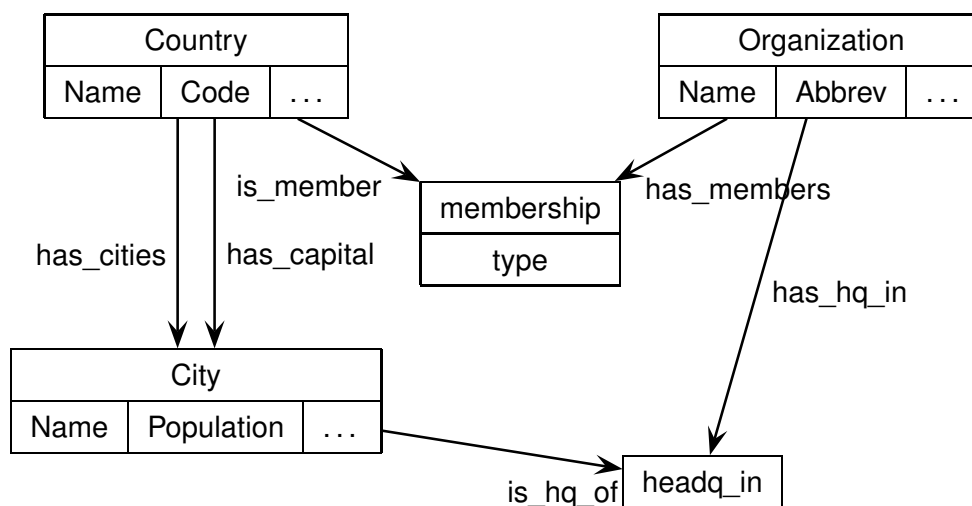 Country
Organization
Name Code ...
Name Abbrev ...
is_member
has_members
membership
type
has_cities
has_capital
has_hq_in
City
Name Population ...
is_hq_of
headq_in